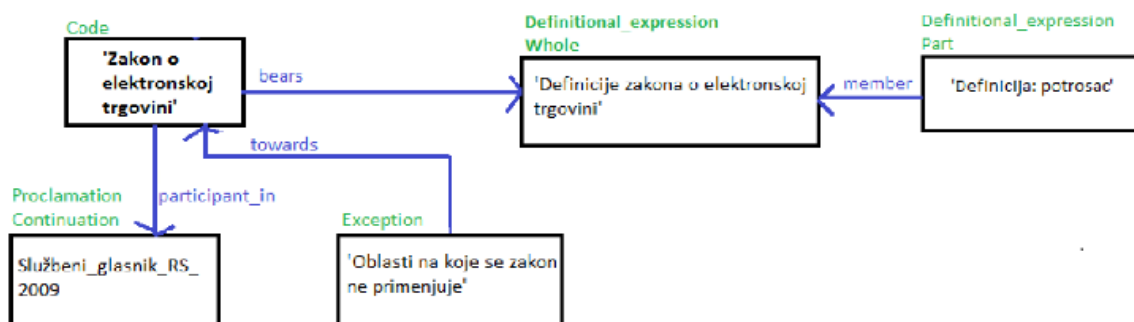 Code
'Zakon o
elektronskoj
trgovini'
bears
Definitional_expression
Whole
'Definicije zakona o elektronskoj
trgovini'
member
Definitional_expression
Part
'Definicija: potrosac'
towards
Proclamation
Continuation
participant_in
Službeni_glasnik_RS_
2009
Exception
'Oblasti na koje se zakon
ne primenjuje'